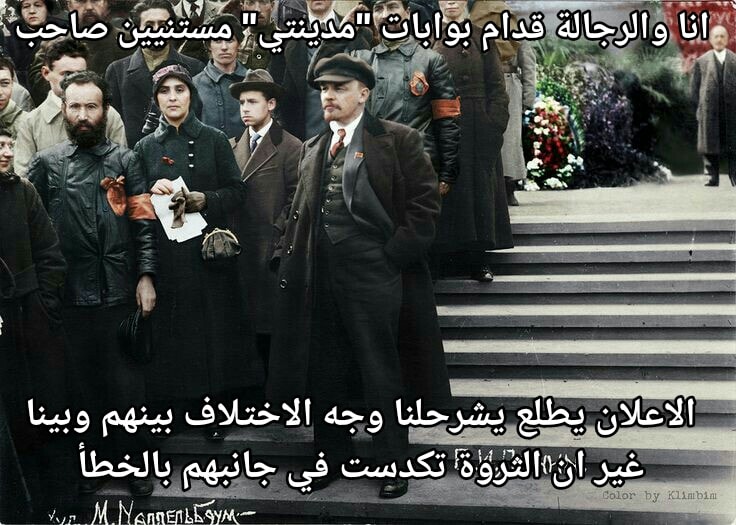 انا والرجالة قدام بوابات "مدينتي" مستنيين صاحب
الاعلان يطلع يشرحلنا وجه الاختلاف بينهم وبينا
غير ان الثروة تكدست في جانبهم بالخطأ
Color by Klimbim
М. Наппельбаум